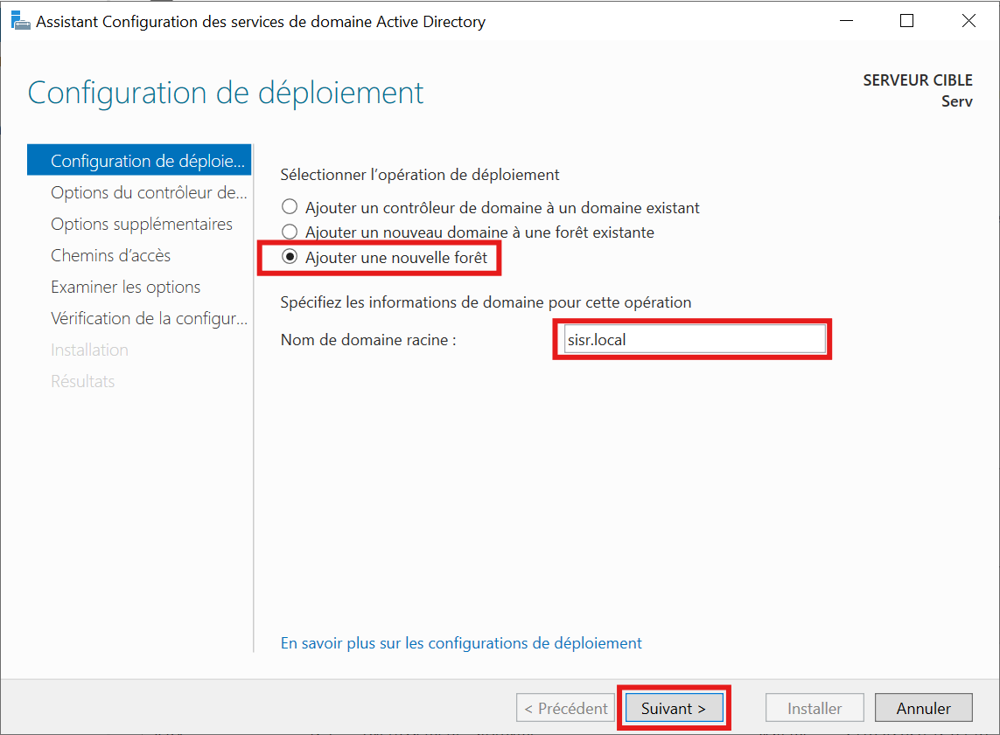 Assistant Configuration des services de domaine Active Directory
Configuration de déploiement
SERVEUR CIBLE
Serv
Configuration de déploie...
Options du contrôleur de...
Options supplémentaires
Chemins d'accès
Examiner les options
Vérification de la configur...
Installation
Résultats
Sélectionner l'opération de déploiement
Ajouter un contrôleur de domaine à un domaine existant
Ajouter un nouveau domaine à une forêt existante
Ajouter une nouvelle forêt
Spécifiez les informations de domaine pour cette opération
Nom de domaine racine : sisr.local
En savoir plus sur les configurations de déploiement
< Précédent Suivant > Installer Annuler